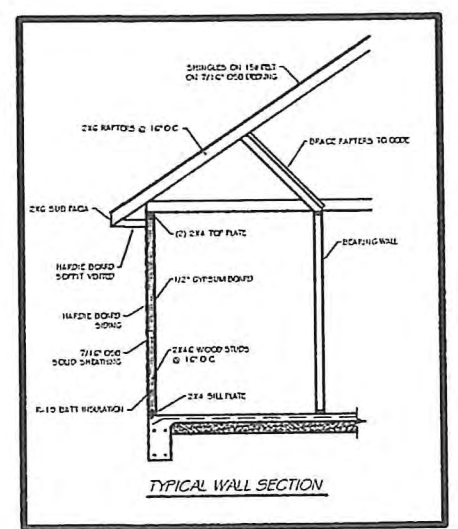 SHINGLES ON 15# FELT
ON 7/16" OSB DECKING
2X6 RAFTERS @ 16" O.C.
BRACE RAFTERS TO CODE
2X6 SUB FACIA
(2) 2X4 TOP PLATE
BEARING WALL
HARDIE BOARD
SOFFIT VENTED
1/2" GYPSUM BOARD
HARDIE BOARD
SIDING
7/16" OSB
SOLID SHEATHING
WOOD STUDS
@ 16" O.C.
2X4 SILL PLATE
BATT INSULATION
TYPICAL WALL SECTION